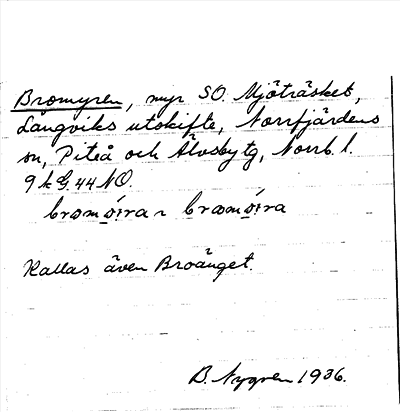 Bromyren, myr SO. Mjöträsket,
Långviks utskifte, Norrfjärdens
sn, Piteå och Älvsby tg, Norrb. l.
9 k G. 44 NO.
Kallas även Broänget.
B. Nygren 1936.